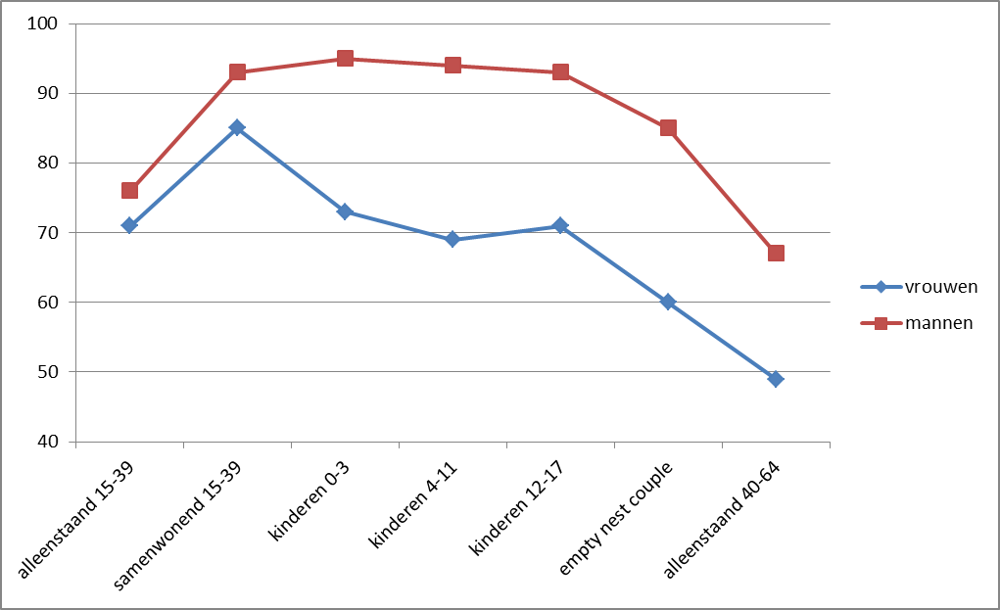 100
90
80
70
60
50
40
alleenstaand 15-39
samenwonend 15-39
kinderen 0-3
kinderen 4-11
kinderen 12-17
empty nest couple
alleenstaand 40-64
vrouwen
mannen